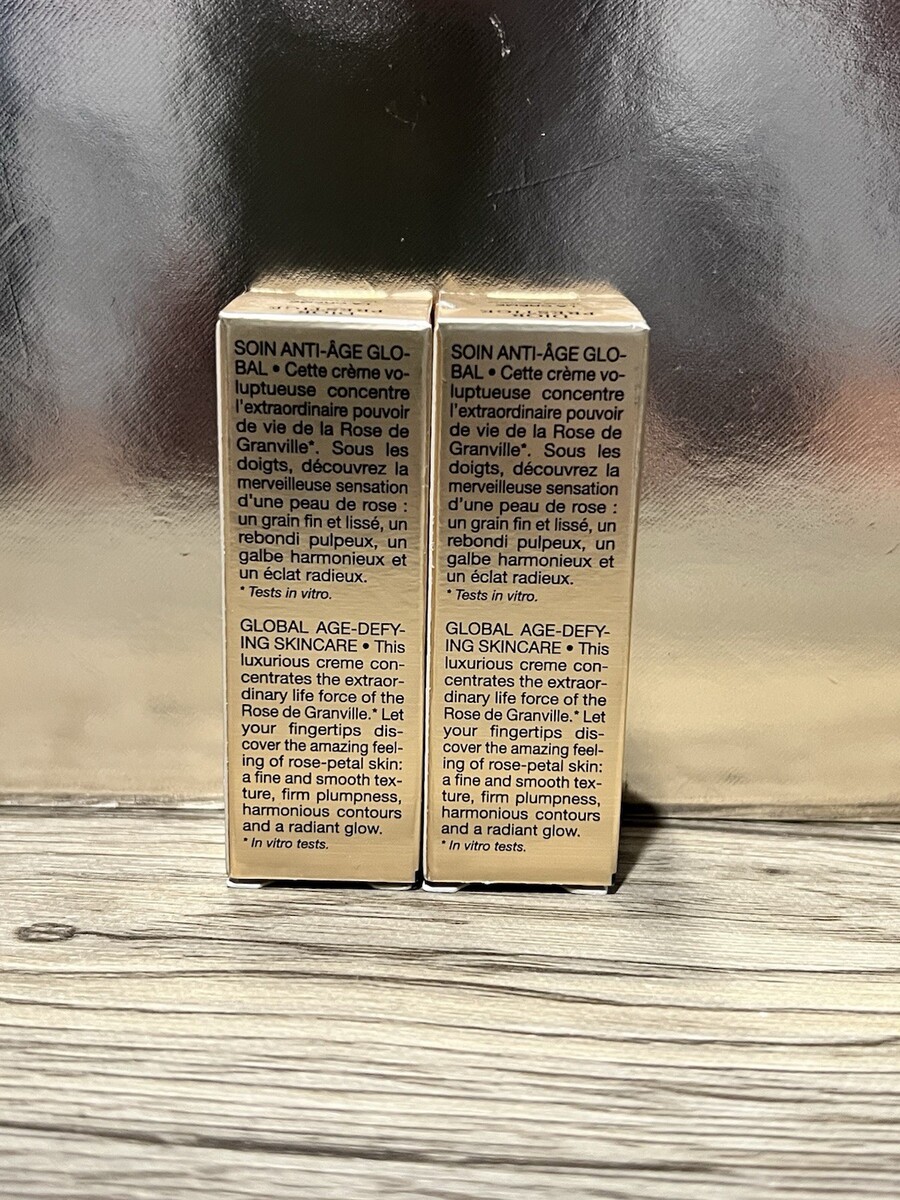 DIOR
PRESTIGE
LA CRÈME
SOIN ANTI-ÂGE GLO-
BAL • Cette crème vo-
luptueuse concentre
l'extraordinaire pouvoir
de vie de la Rose de
Granville*. Sous les
doigts, découvrez la
merveilleuse sensation
d'une peau de rose :
un grain fin et lissé, un
rebondi pulpeux, un
galbe harmonieux et
un éclat radieux.
* Tests in vitro.
GLOBAL AGE-DEFY-
ING SKINCARE • This
luxurious creme con-
centrates the extraor-
dinary life force of the
Rose de Granville.* Let
your fingertips dis-
cover the amazing feel-
ing of rose-petal skin:
a fine and smooth tex-
ture, firm plumpness,
harmonious contours
and a radiant glow.
* In vitro tests.
DIOR
PRESTIGE
LA CRÈME
SOIN ANTI-ÂGE GLO-
BAL • Cette crème vo-
luptueuse concentre
l'extraordinaire pouvoir
de vie de la Rose de
Granville*. Sous les
doigts, découvrez la
merveilleuse sensation
d'une peau de rose :
un grain fin et lissé, un
rebondi pulpeux, un
galbe harmonieux et
un éclat radieux.
* Tests in vitro.
GLOBAL AGE-DEFY-
ING SKINCARE • This
luxurious creme con-
centrates the extraor-
dinary life force of the
Rose de Granville.* Let
your fingertips dis-
cover the amazing feel-
ing of rose-petal skin:
a fine and smooth tex-
ture, firm plumpness,
harmonious contours
and a radiant glow.
* In vitro tests.